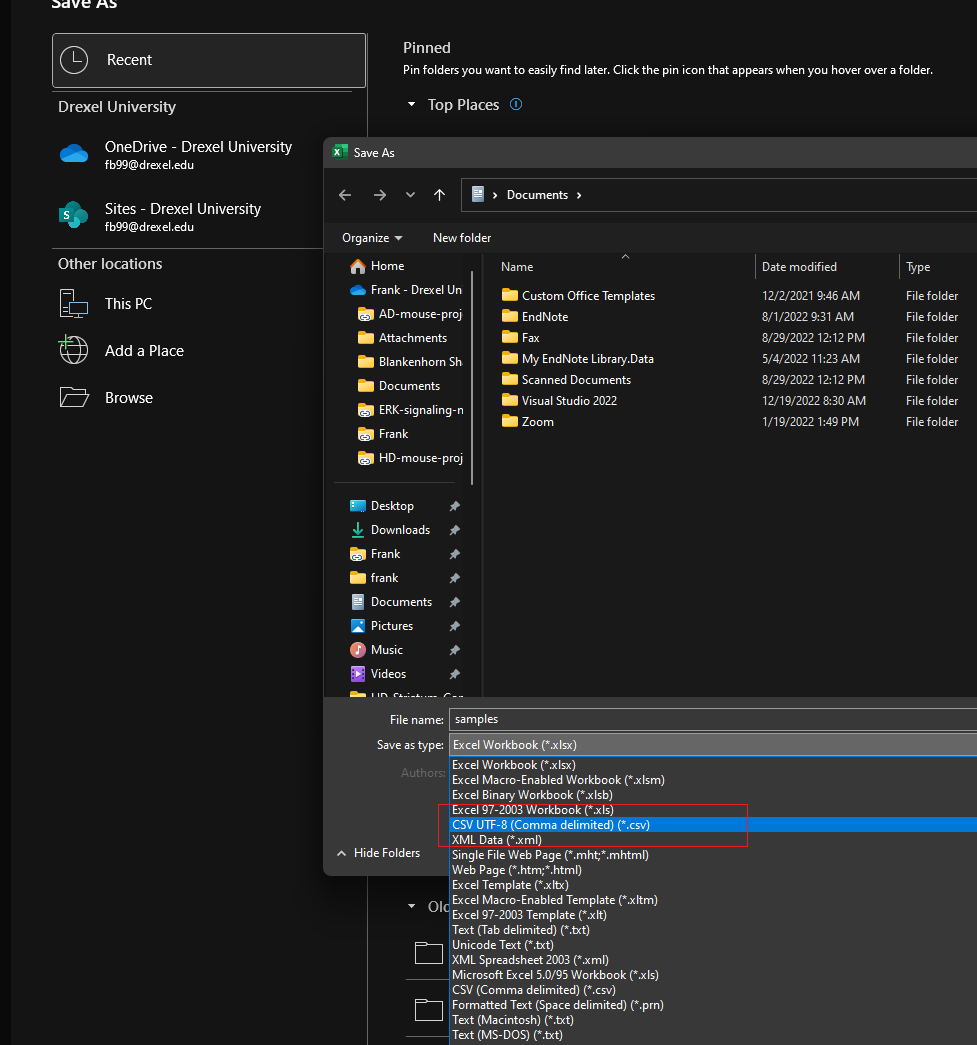 Save As
Recent
Drexel University
OneDrive - Drexel University
fb99@drexel.edu
Sites - Drexel University
fb99@drexel.edu
Other locations
This PC
Add a Place
Browse
Pinned
Pin folders you want to easily find later. Click the pin icon that appears when you hover over a folder.
Top Places
Save As
Documents
Organize
New folder
Home
Frank - Drexel Un
AD-mouse-proj
Attachments
Blankenhorn Sh
Documents
ERK-signaling-n
Frank
HD-mouse-proj
Desktop
Downloads
Frank
frank
Documents
Pictures
Music
Videos
Name Date modified Type
Custom Office Templates 12/2/2021 9:46 AM File folder
EndNote 8/1/2022 9:31 AM File folder
Fax 8/29/2022 12:12 PM File folder
My EndNote Library.Data 5/4/2022 11:23 AM File folder
Scanned Documents 8/29/2022 12:12 PM File folder
Visual Studio 2022 12/19/2022 8:30 AM File folder
Zoom 1/19/2022 1:49 PM File folder
File name: samples
Save as type: Excel Workbook (*.xlsx)
Authors:
Excel Workbook (*.xlsx)
Excel Macro-Enabled Workbook (*.xlsm)
Excel Binary Workbook (*.xlsb)
Excel 97-2003 Workbook (*.xls)
CSV UTF-8 (Comma delimited) (*.csv)
XML Data (*.xml)
Single File Web Page (*.mht;*.mhtml)
Web Page (*.htm;*.html)
Excel Template (*.xltx)
Excel Macro-Enabled Template (*.xltm)
Excel 97-2003 Template (*.xlt)
Text (Tab delimited) (*.txt)
Unicode Text (*.txt)
XML Spreadsheet 2003 (*.xml)
Microsoft Excel 5.0/95 Workbook (*.xls)
CSV (Comma delimited) (*.csv)
Formatted Text (Space delimited) (*.prn)
Text (Macintosh) (*.txt)
Text (MS-DOS) (*.txt)
Hide Folders
Old